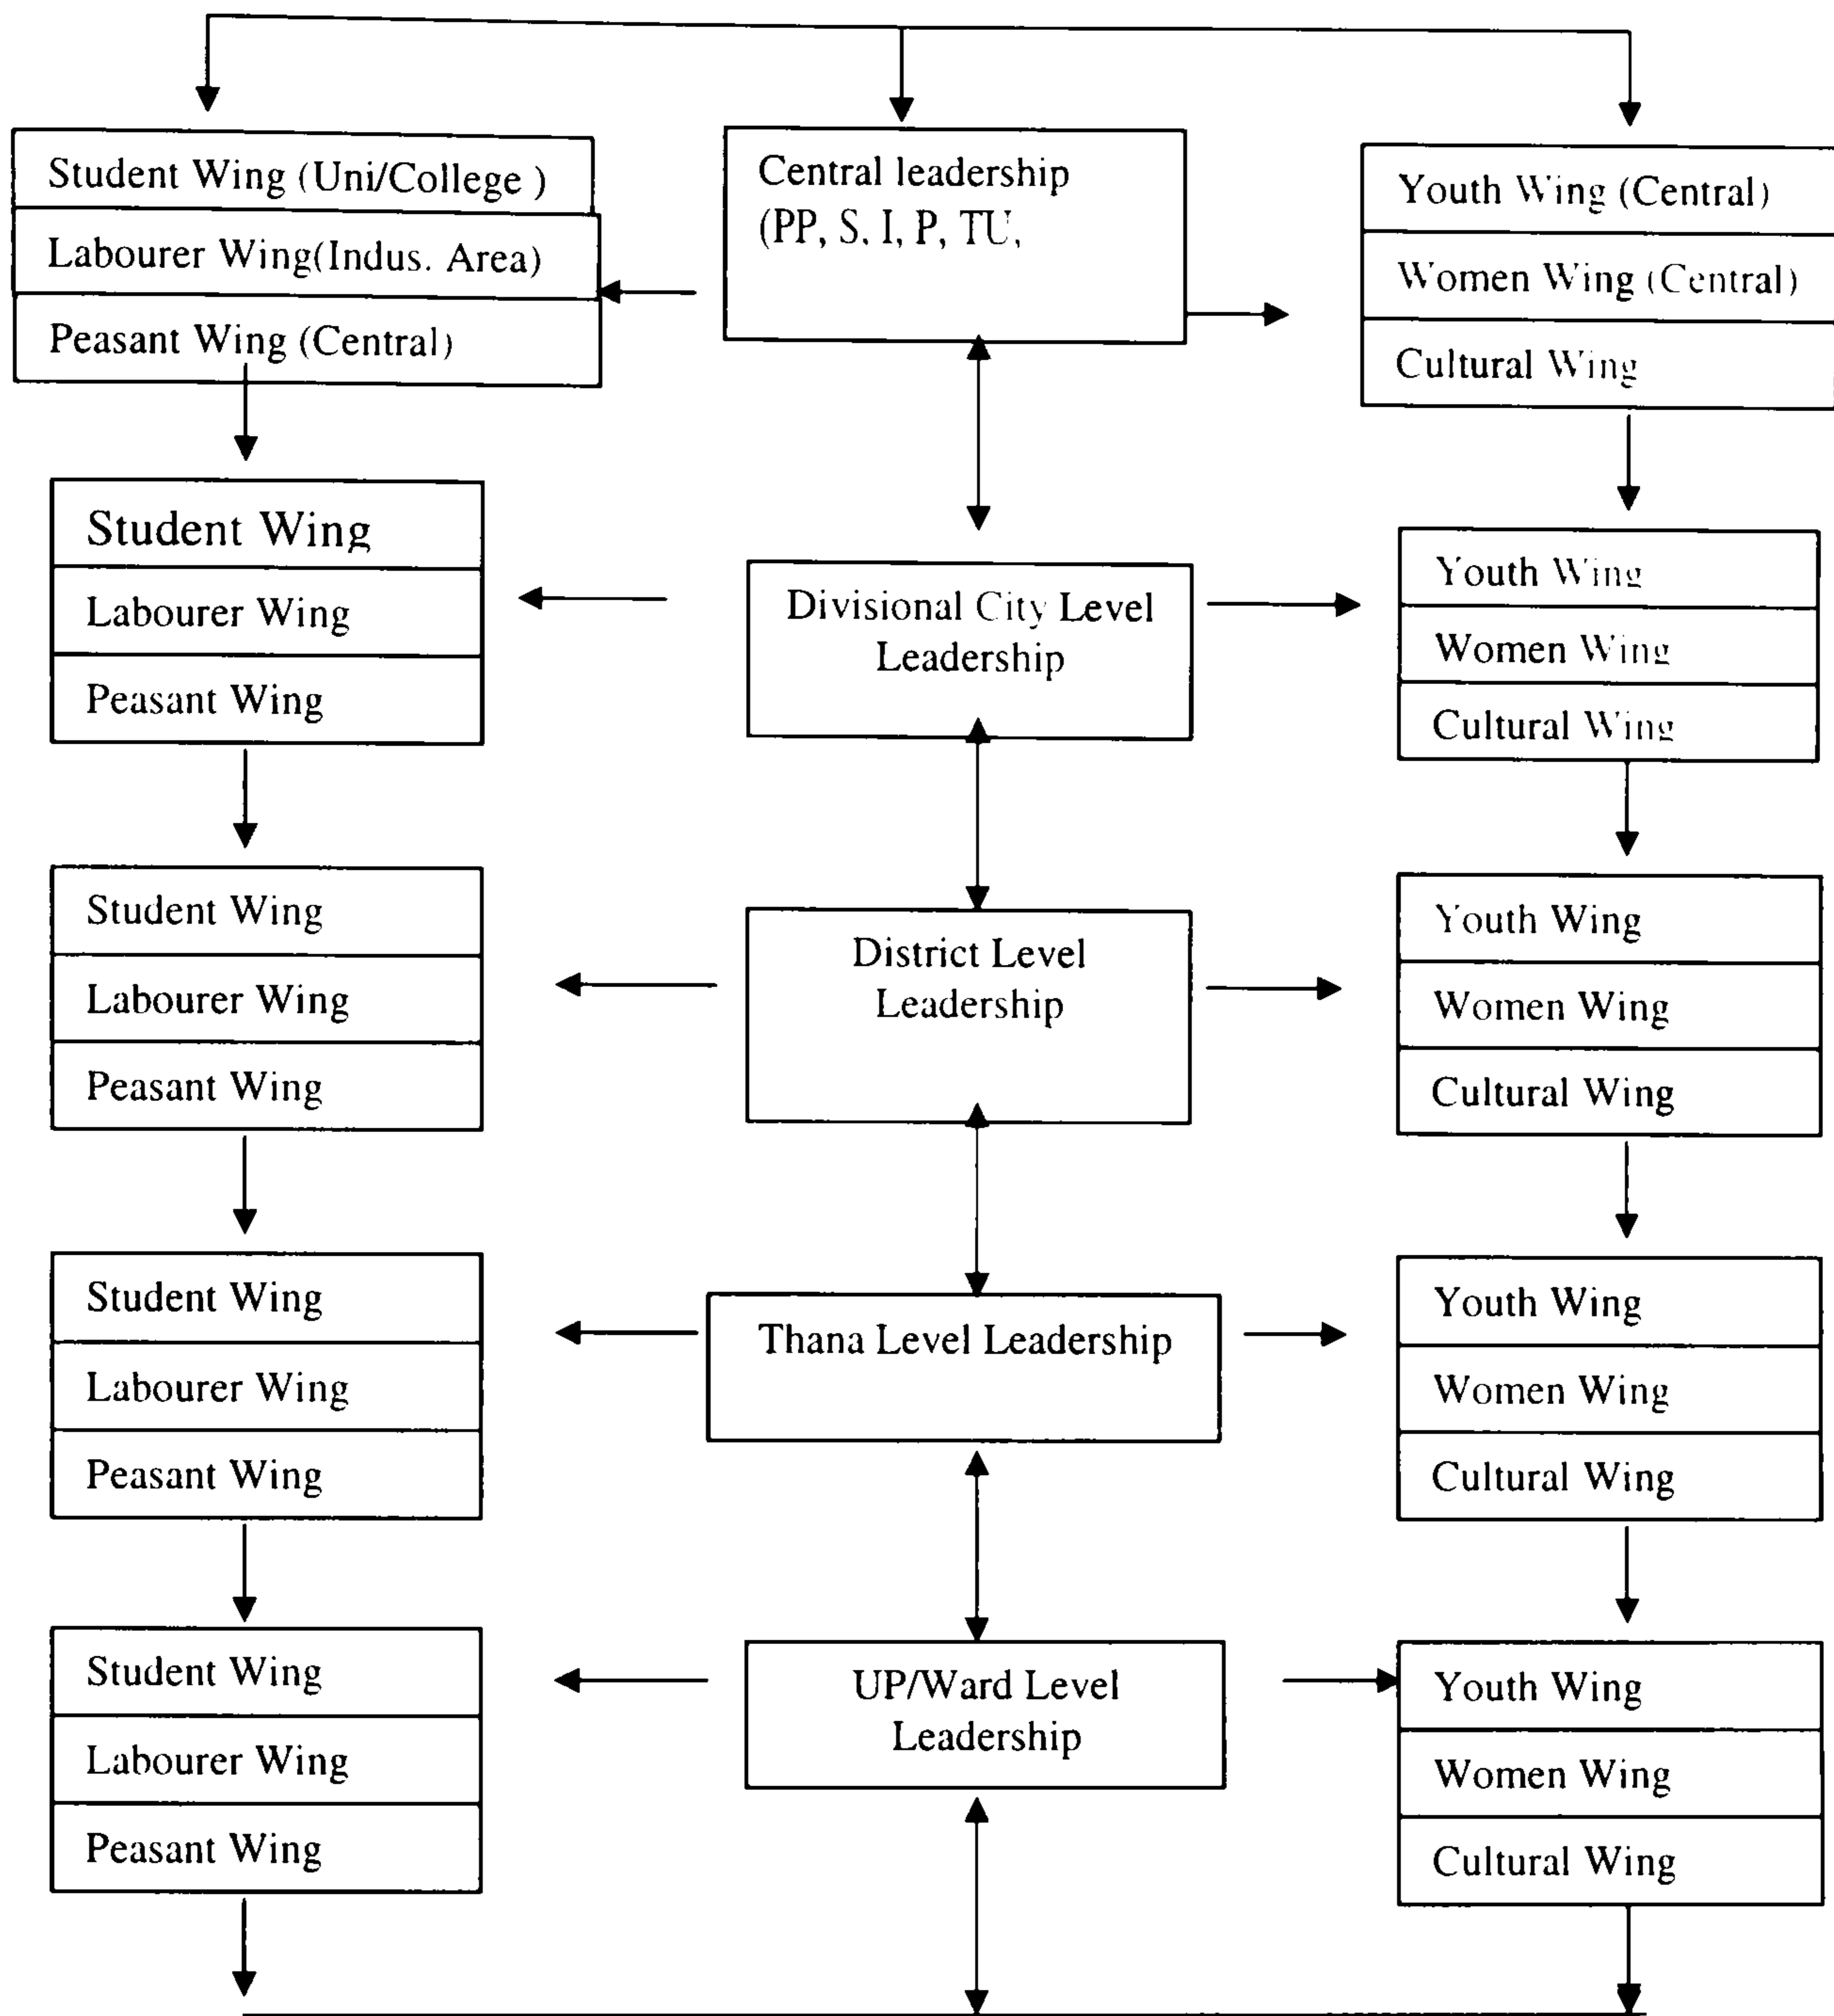 Student Wing (Uni/College )
Labourer Wing(Indus. Area)
Peasant Wing (Central)
Central leadership
(PP, S. I, P, TU,
Youth Wing (Central)
Women Wing (Central)
Cultural Wing
Student Wing
Labourer Wing
Peasant Wing
Divisional City Level
Leadership
Youth Wing
Women Wing
Cultural Wing
Student Wing
Labourer Wing
Peasant Wing
District Level
Leadership
Youth Wing
Women Wing
Cultural Wing
Student Wing
Labourer Wing
Peasant Wing
Thana Level Leadership
Youth Wing
Women Wing
Cultural Wing
Student Wing
Labourer Wing
Peasant Wing
UP/Ward Level
Leadership
Youth Wing
Women Wing
Cultural Wing